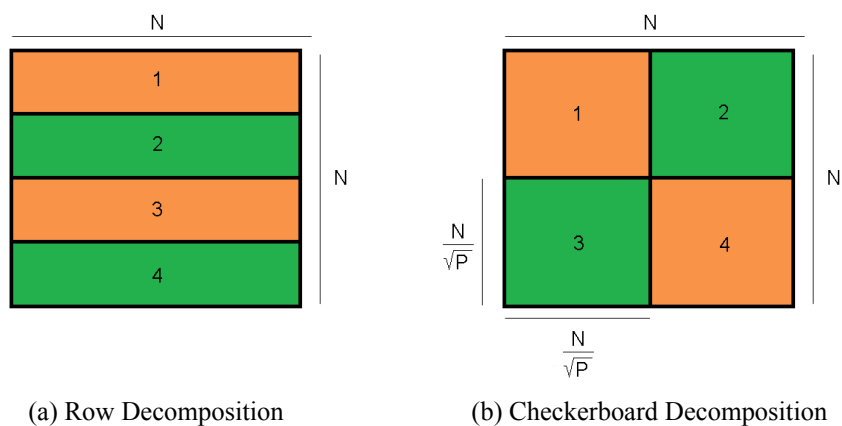 N
1
2
3
4
N
(a) Row Decomposition
N
1
2
3
4
N
N
√P
N
√P
(b) Checkerboard Decomposition